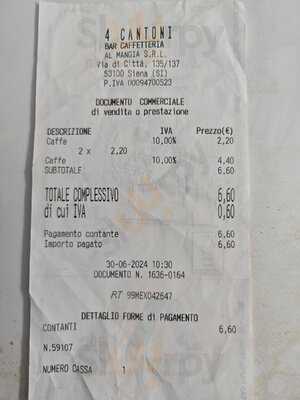 4 CANTONI
BAR CAFFETTERIA
AL MANGIA S.R.L.
Via di Città, 135/137
53100 Siena (SI)
P.IVA 00094700523
DOCUMENTO COMMERCIALE
di vendita o prestazione
DESCRIZIONE IVA Prezzo(€)
Caffe 10,00% 2,20
2 x 2,20
Caffe 10,00% 4,40
SUBTOTALE 6,60
TOTALE COMPLESSIVO 6,60
di cui IVA 0,60
Pagamento contante 6,60
Importo pagato 6,60
30-06-2024 10:30
DOCUMENTO N. 1636-0164
RT 99MEX042647
DETTAGLIO FORME di PAGAMENTO
CONTANTI 6,60
N.59107
NUMERO CASSA 1